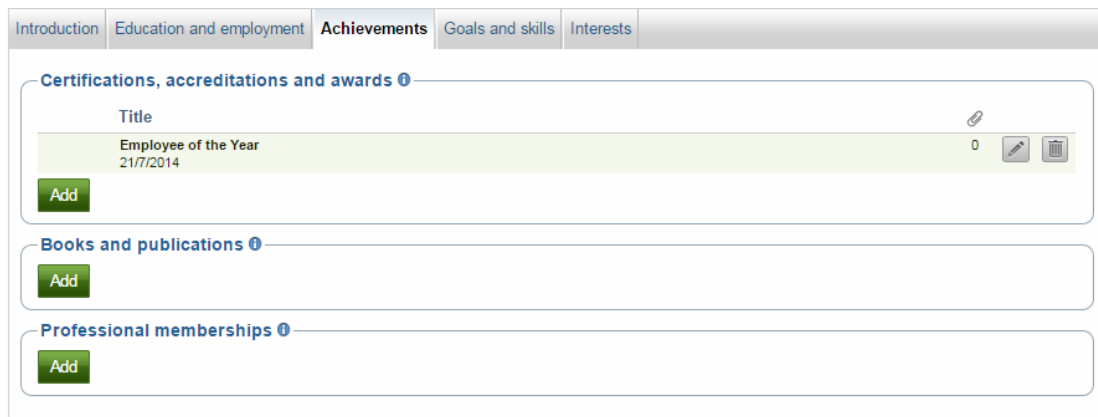 Introduction Education and employment Achievements Goals and skills Interests
Certifications, accreditations and awards
Title
Employee of the Year 0
21/7/2014
Add
Books and publications
Add
Professional memberships
Add